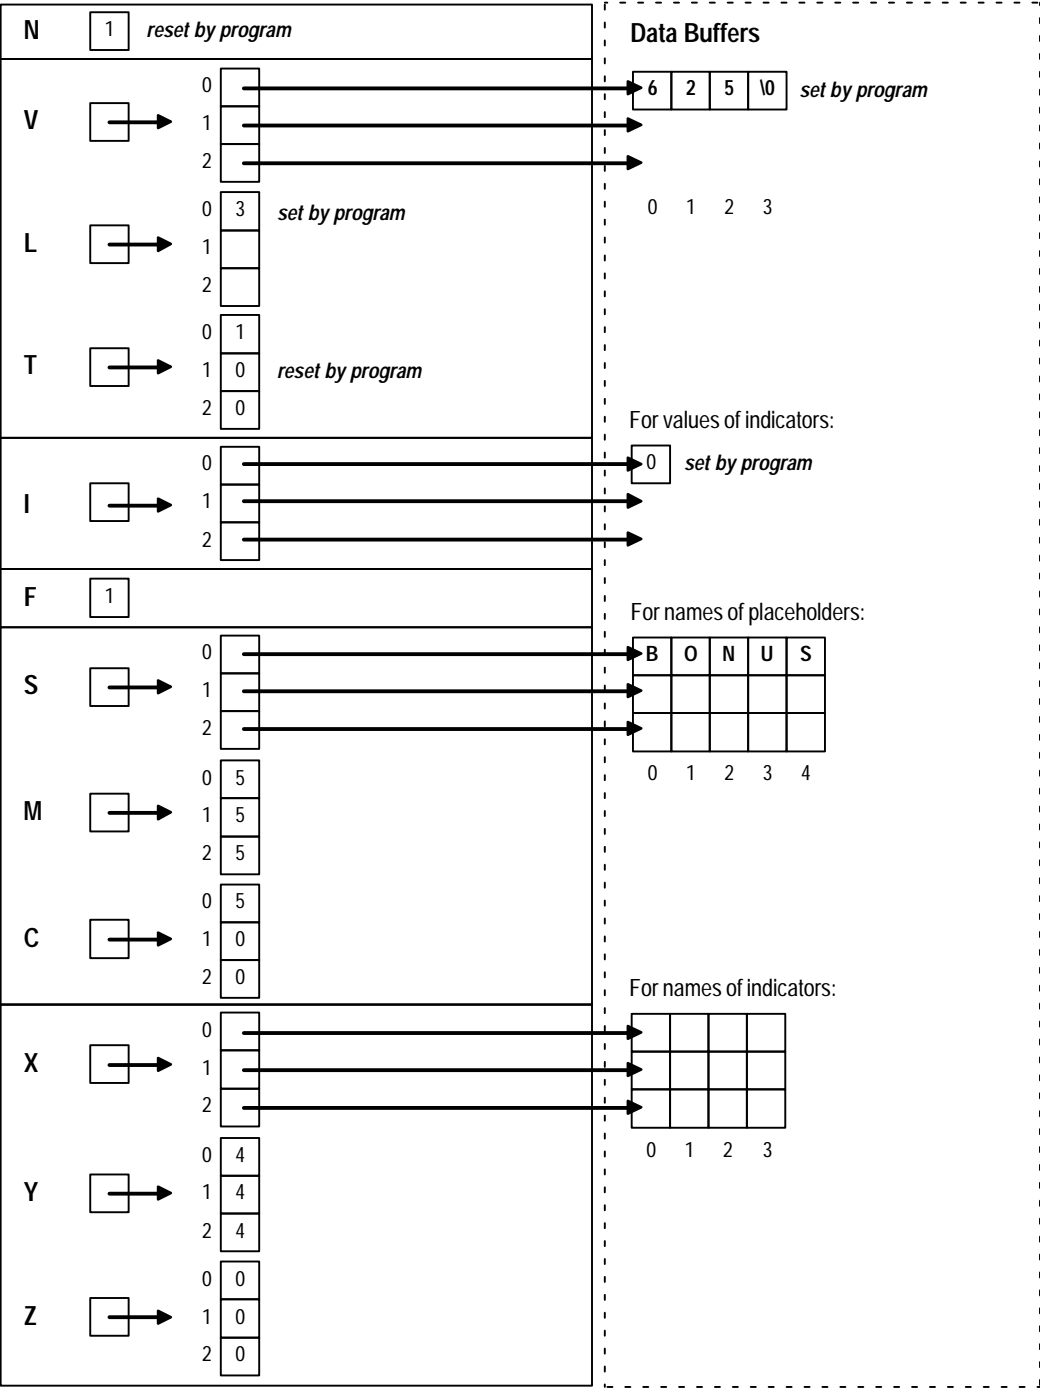 N 1 reset by program
Data Buffers
V
0 6 2 5 \0 set by program
1
2
0 1 2 3
L
0 3 set by program
1
2
T
0 1
1 0 reset by program
2 0
For values of indicators:
I
0 0 set by program
1
2
F 1
For names of placeholders:
S
0 B O N U S
1
2
0 1 2 3 4
M
0 5
1 5
2 5
C
0 5
1 0
2 0
For names of indicators:
X
0
1
2
0 1 2 3
Y
0 4
1 4
2 4
Z
0 0
1 0
2 0